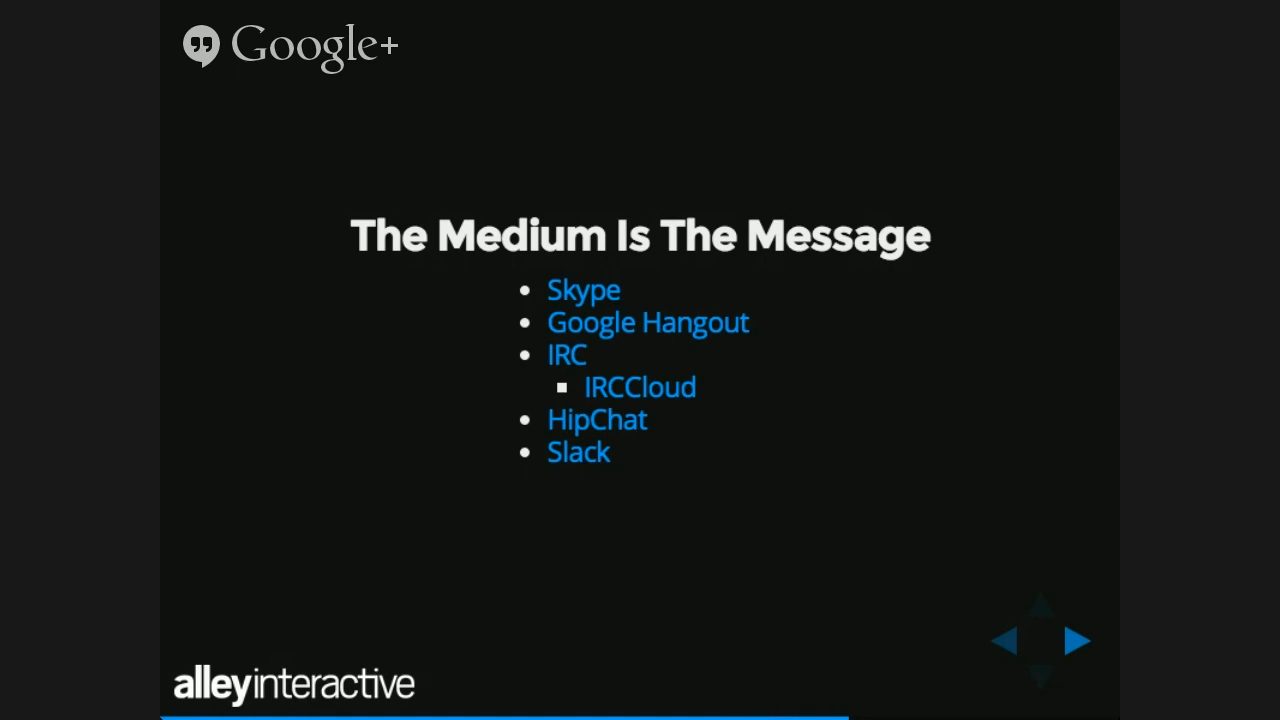 Google+
The Medium Is The Message
Skype
Google Hangout
IRC
IRCCloud
HipChat
Slack
alleyinteractive